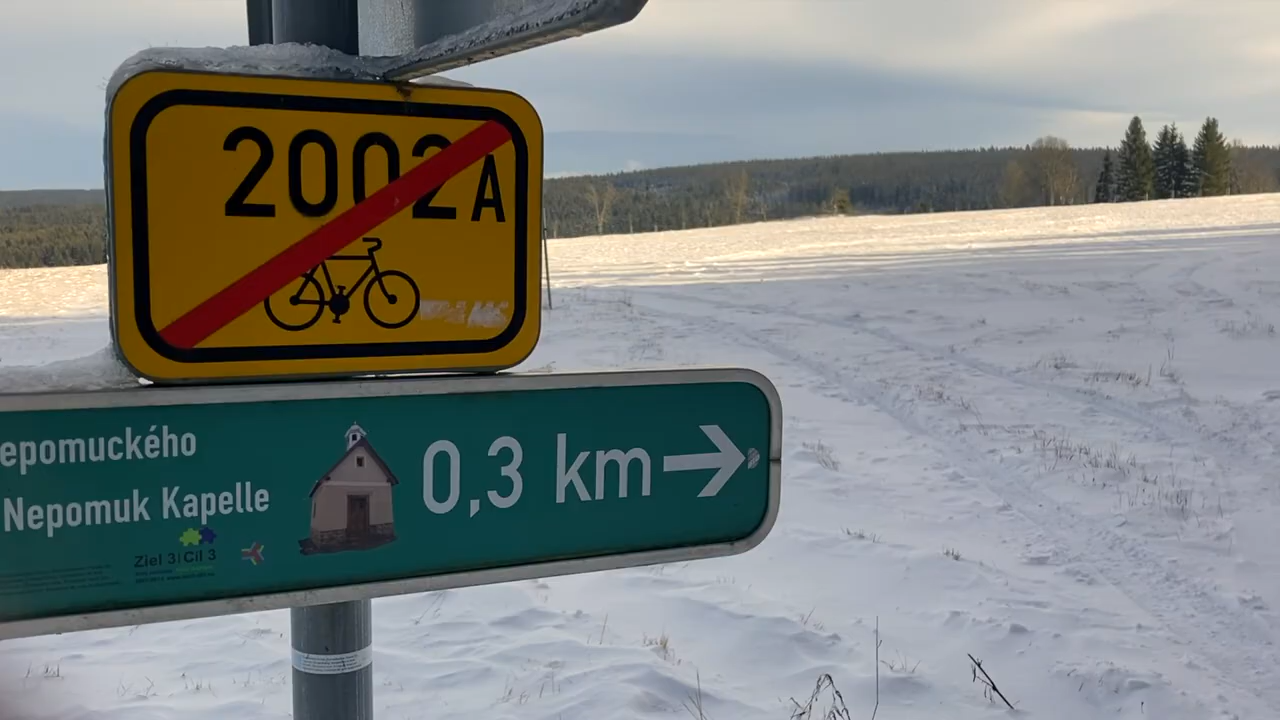 2002A
epomuckého
Nepomuk Kapelle
0,3 km
Ziel 3 | Cíl 3